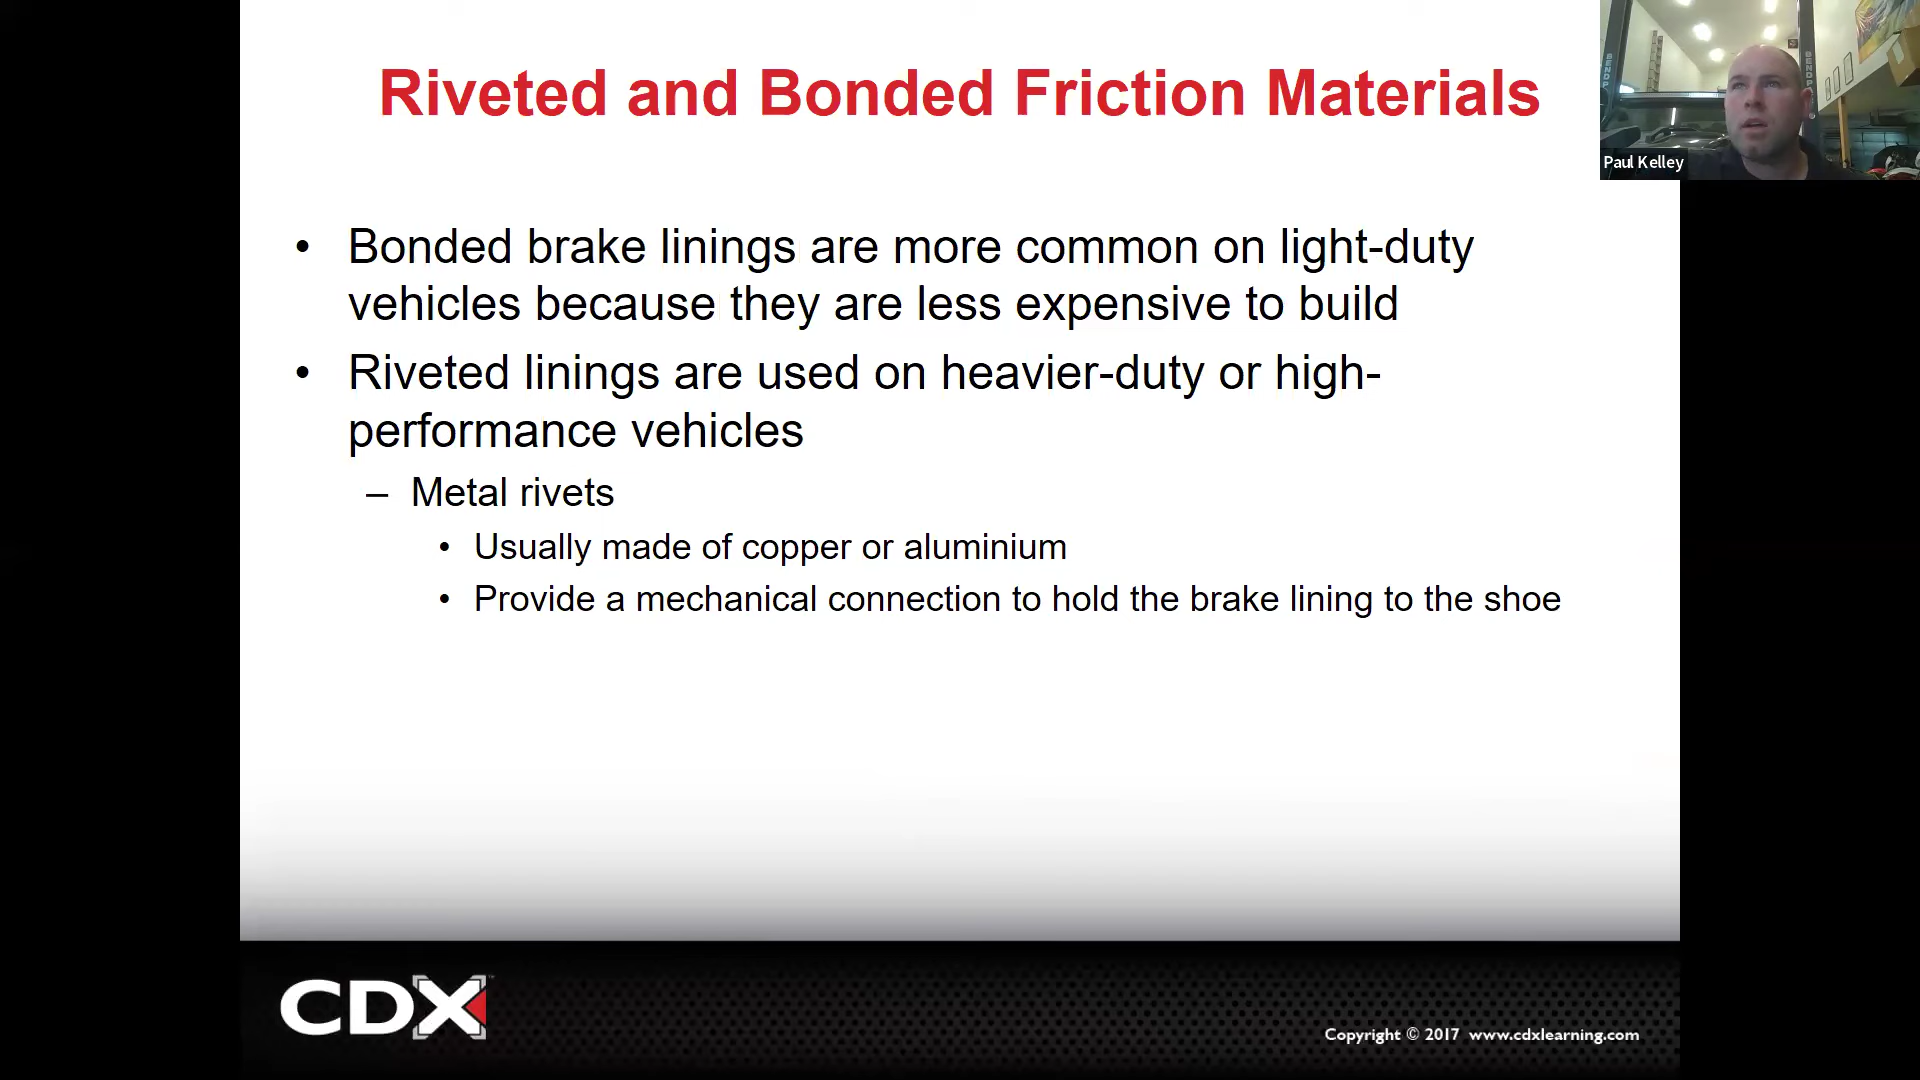 Riveted and Bonded Friction Materials
Paul Kelley
• Bonded brake linings are more common on light-duty
vehicles because they are less expensive to build
• Riveted linings are used on heavier-duty or high-
performance vehicles
– Metal rivets
• Usually made of copper or aluminium
• Provide a mechanical connection to hold the brake lining to the shoe
CDX
Copyright © 2017 www.cdxlearning.com